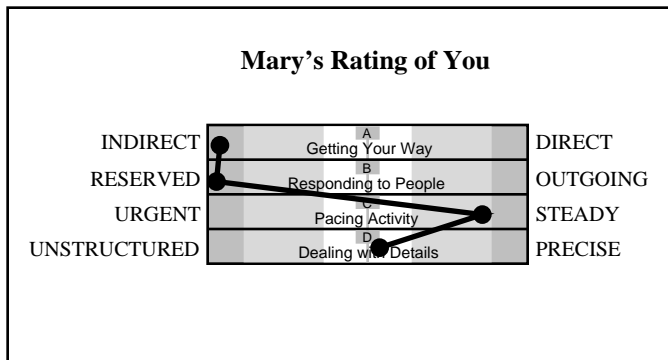 Mary's Rating of You
INDIRECT A Getting Your Way DIRECT
RESERVED B Responding to People OUTGOING
URGENT C Pacing Activity STEADY
UNSTRUCTURED D Dealing with Details PRECISE